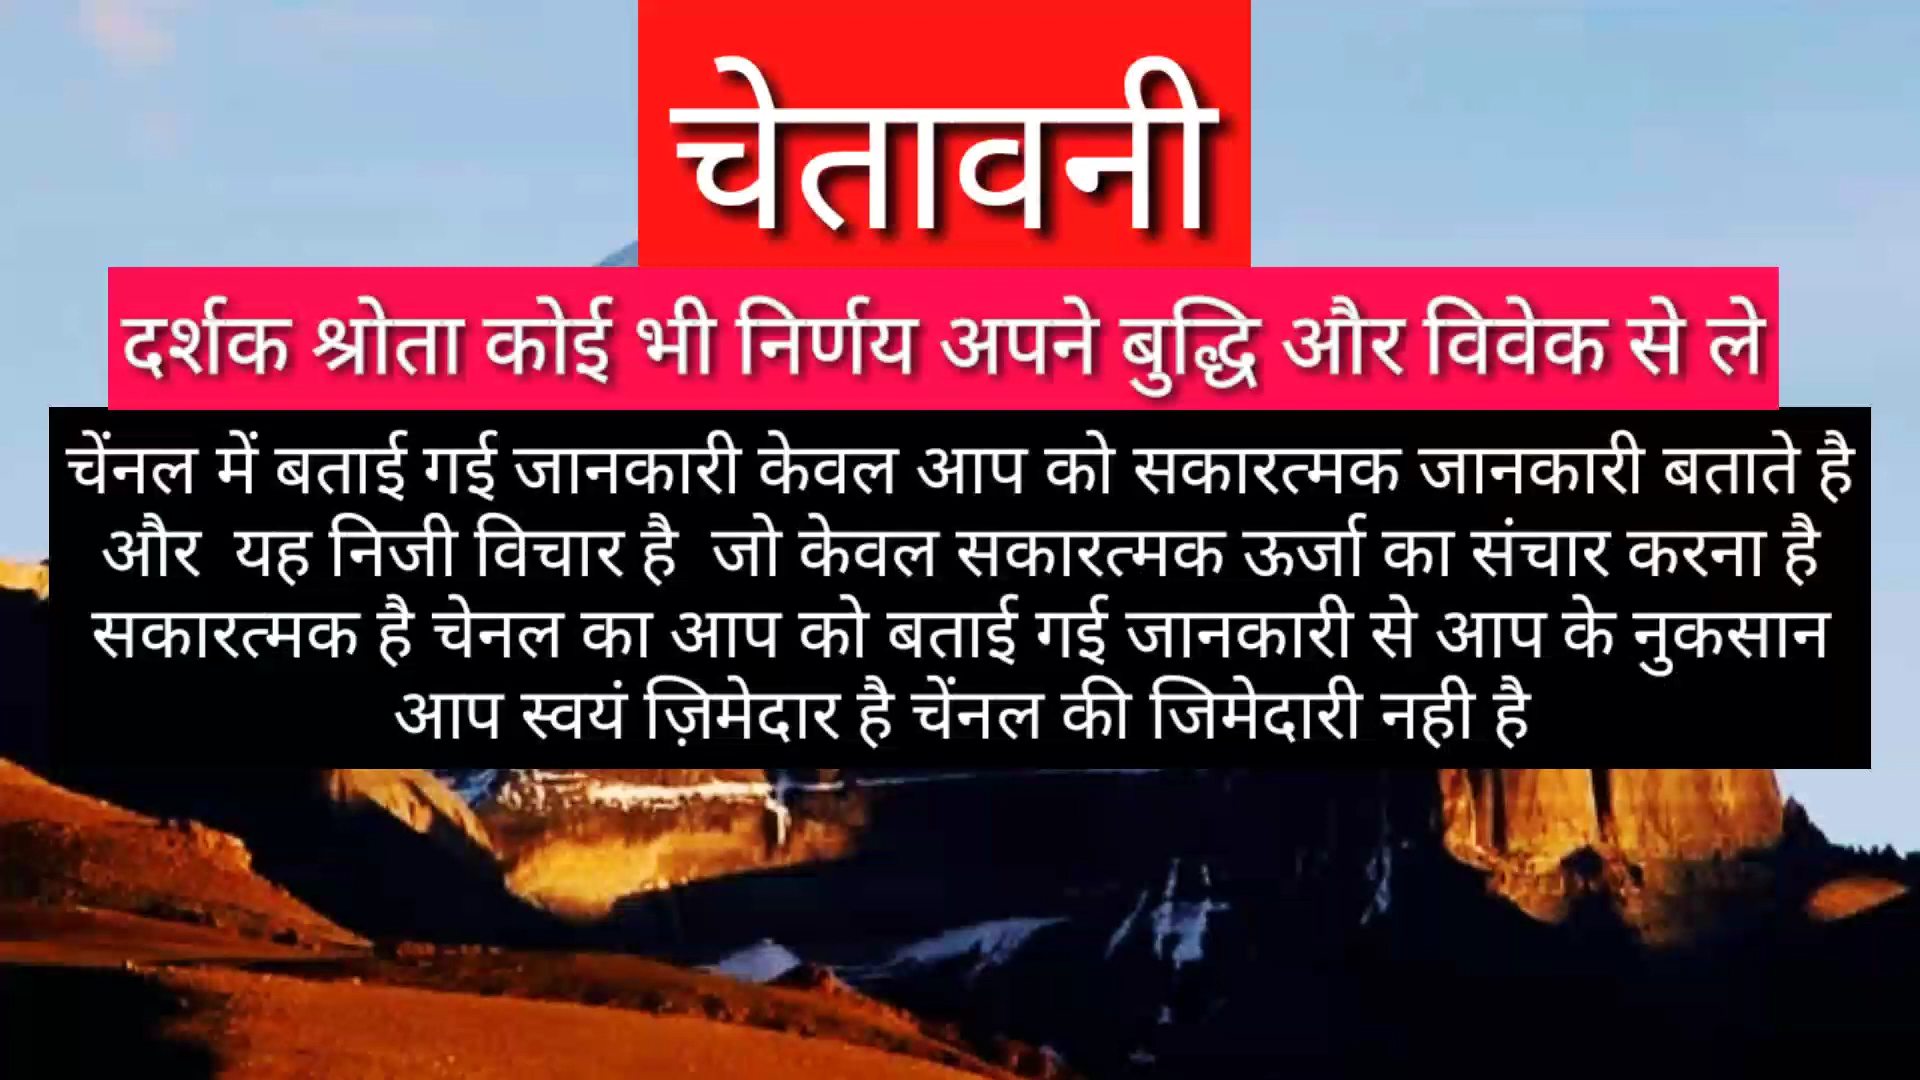 चेतावनी
दर्शक श्रोता कोई भी निर्णय अपने बुद्धि और विवेक से ले
चेंनल में बताई गई जानकारी केवल आप को सकारत्मक जानकारी बताते है
और यह निजी विचार है जो केवल सकारत्मक ऊर्जा का संचार करना है
सकारत्मक है चेनल का आप को बताई गई जानकारी से आप के नुकसान
आप स्वयं ज़िमेदार है चेंनल की जिमेदारी नही है